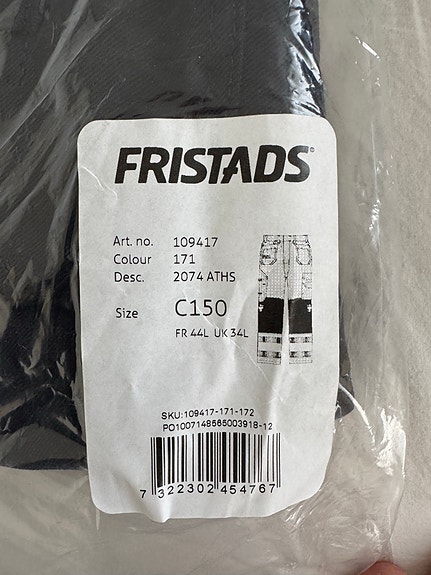 FRISTADS®
Art. no. 109417
Colour 171
Desc. 2074 ATHS
Size C150
FR 44L UK 34L
SKU:109417-171-172
PO1007148565003918-12
7 322302 454767